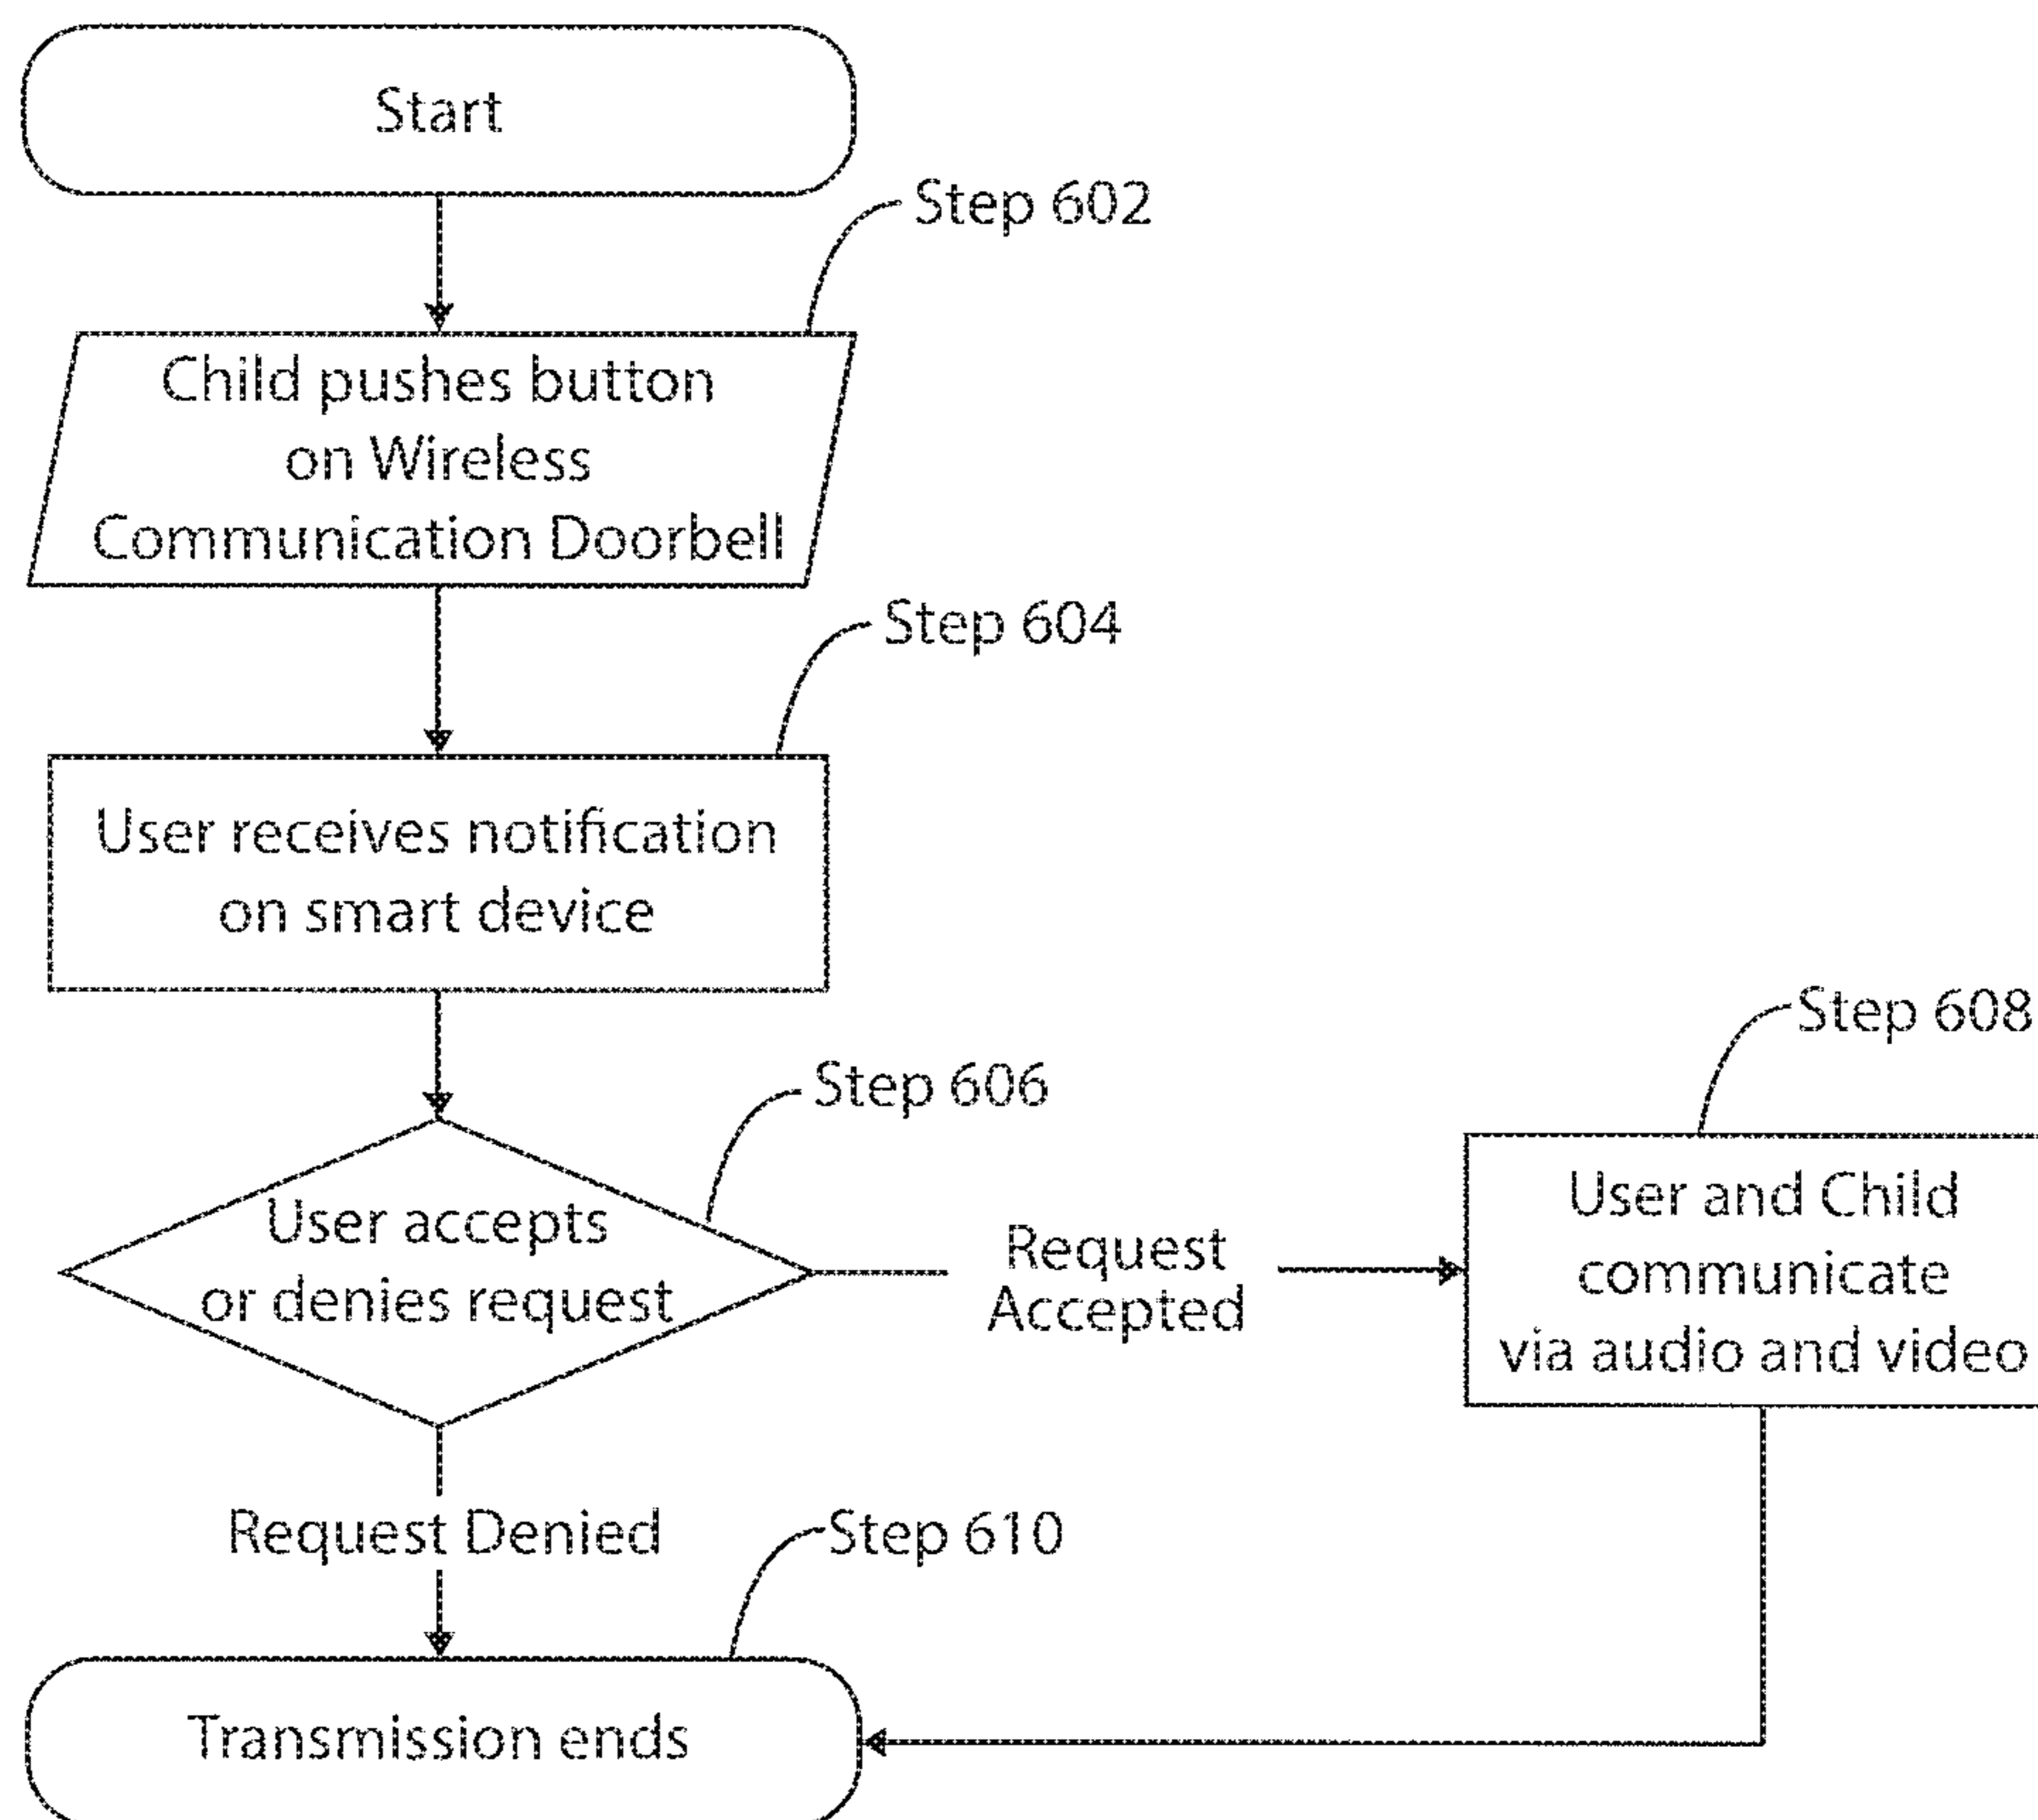 Start
Step 602
Child pushes button
on Wireless
Communication Doorbell
Step 604
User receives notification
on smart device
Step 606
User accepts
or denies request
Request
Accepted
Step 608
User and Child
communicate
via audio and video
Request Denied
Step 610
Transmission ends